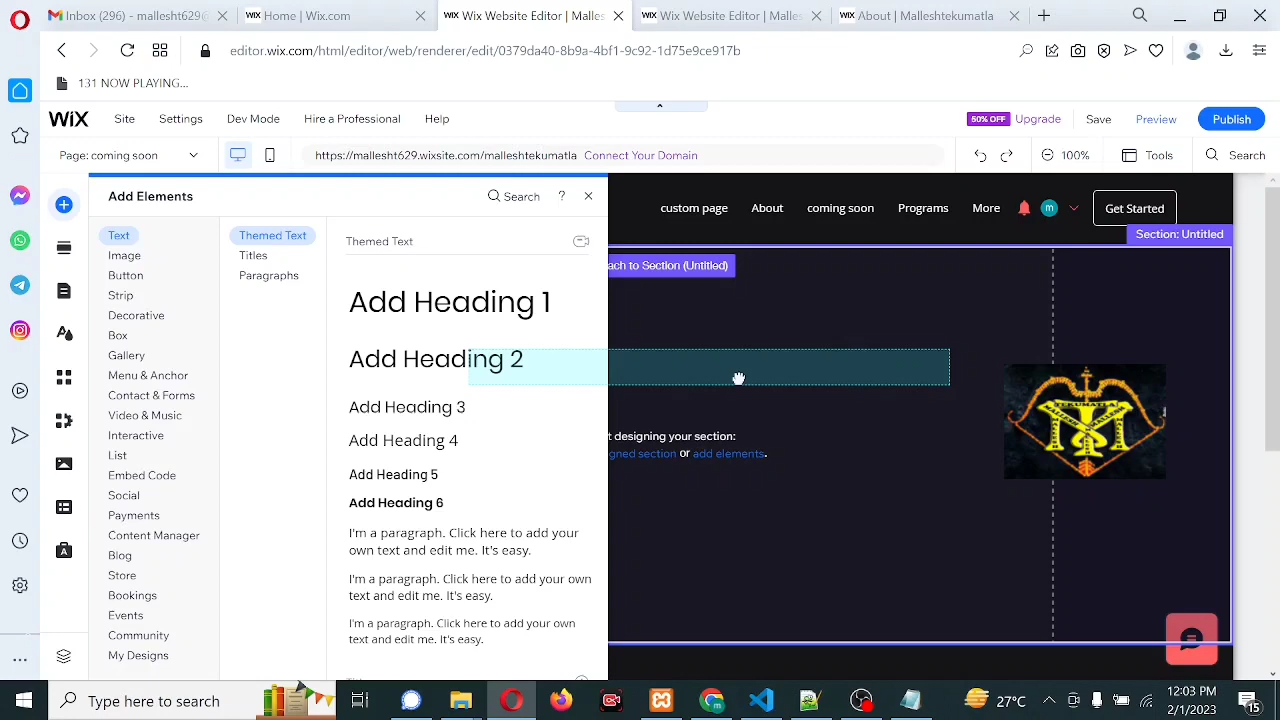 Inbox (291) - mallesht629
Home | Wix.com
Wix Editor | Edit | Malles
Wix Editor | Malleshtekum
About | Malleshtekumatla
editor.wix.com/html/editor/web/renderer/edit/0379da40-8b9a-4bf1-9c92-1d75e9ce917b
131 NOW PLAYING...
WIX
Site
Settings
Dev Mode
Hire a Professional
Help
50% OFF
Upgrade
Save
Preview
Publish
Page: coming soon
https://mallesht629.wixsite.com/malleshtekumatla
Connect Your Domain
100%
Tools
Search
Add Elements
Search
?
Text
Image
Button
Strip
Decorative
Box
Gallery
Menu & Anchor
Contact & Forms
Video & Music
Interactive
List
Embed Code
Social
Payments
Content Manager
Blog
Store
Bookings
Events
Community
My Designs
Themed Text
Titles
Paragraphs
Themed Text
Add Heading 1
Add Heading 2
Add Heading 3
Add Heading 4
Add Heading 5
Add Heading 6
I'm a paragraph. Click here to add your
own text and edit me. It's easy.
I'm a paragraph. Click here to add your own
text and edit me. It's easy.
I'm a paragraph. Click here to add your own
text and edit me. It's easy.
custom page
About
coming soon
Programs
More
m
Get Started
Section: Untitled
ach to Section (Untitled)
t designing your section:
gned section or add elements.
Type here to search
27°C
12:03 PM
2/1/2023
15